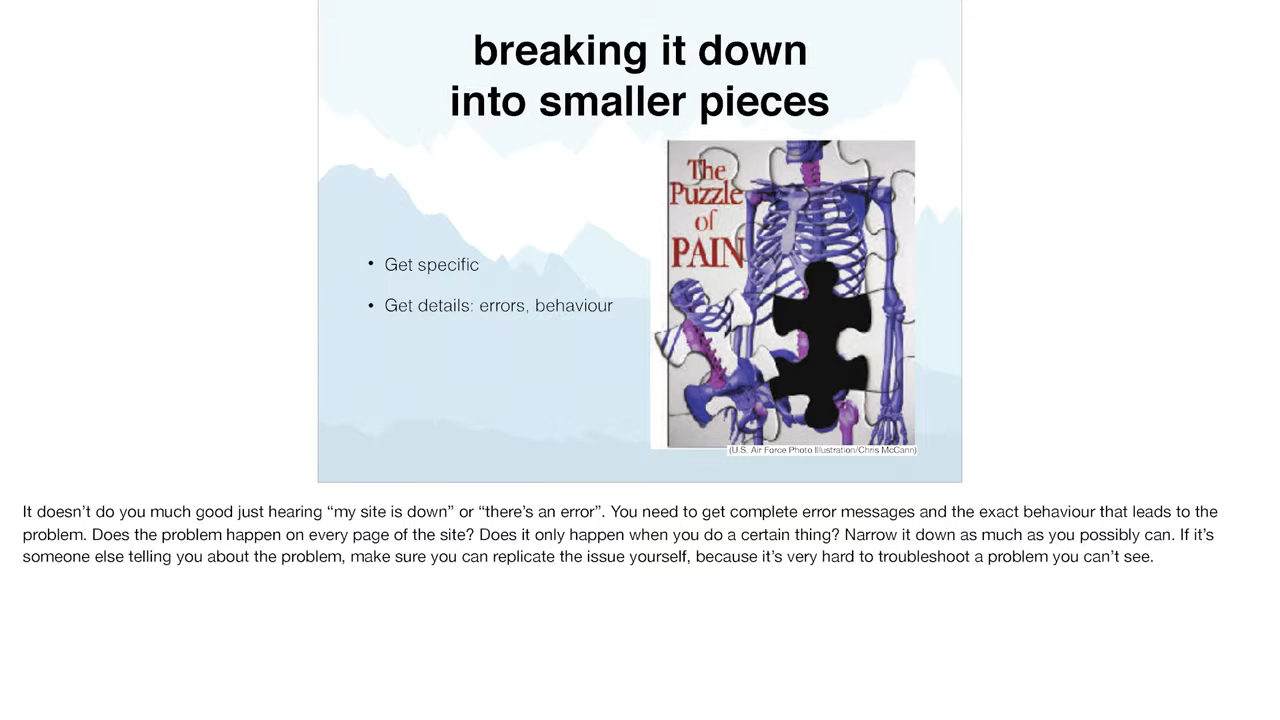 breaking it down
into smaller pieces
The
Puzzle
of
PAIN
• Get specific
• Get details: errors, behaviour
(U.S. Air Force Photo Illustration/Chris McCann)
It doesn’t do you much good just hearing “my site is down” or “there’s an error”. You need to get complete error messages and the exact behaviour that leads to the
problem. Does the problem happen on every page of the site? Does it only happen when you do a certain thing? Narrow it down as much as you possibly can. If it’s
someone else telling you about the problem, make sure you can replicate the issue yourself, because it’s very hard to troubleshoot a problem you can’t see.